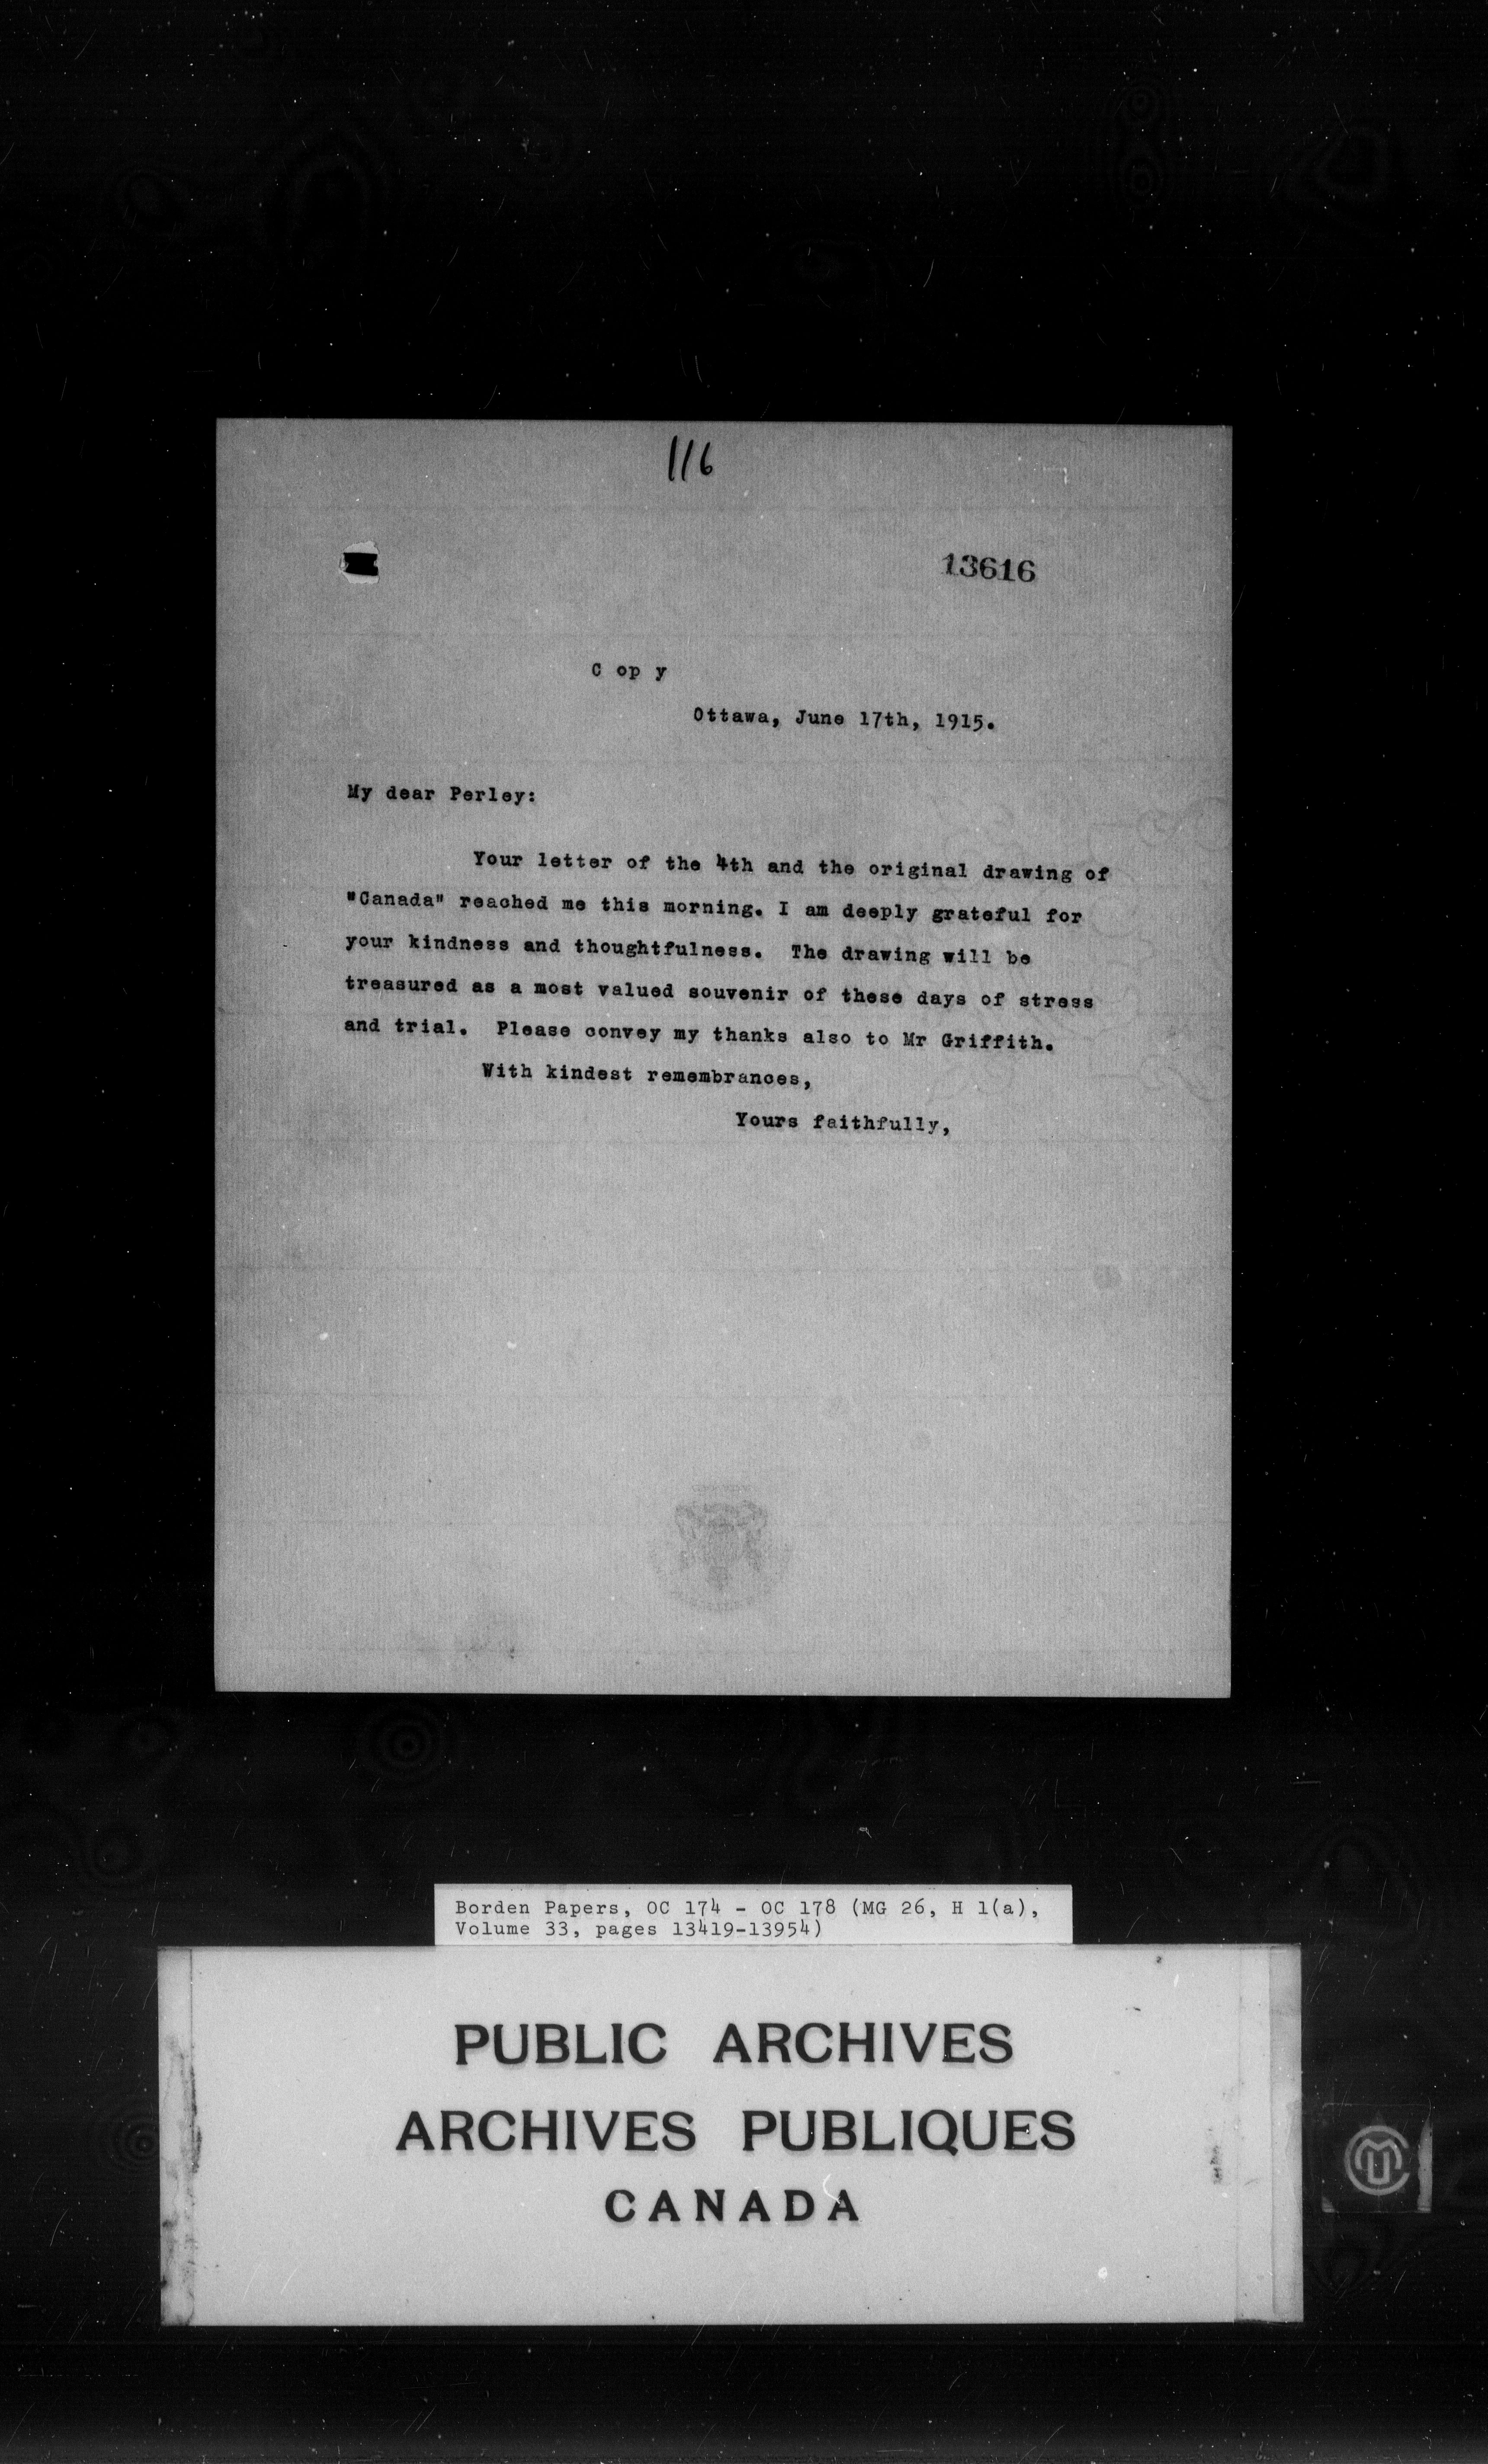 116
13616
C op y
Ottawa, June 17th, 1915.
My dear Perley:
Your letter of the 4th and the original drawing of
"Canada" reached me this morning. I am deeply grateful for
your kindness and thoughtfulness. The drawing will be
treasured as a most valued souvenir of these days of stress
and trial. Please convey my thanks also to Mr Griffith.
With kindest remembrances,
Yours faithfully,
Borden Papers, OC 174 - OC 178 (MG 26, H 1(a),
Volume 33, pages 13419-13954)
PUBLIC ARCHIVES
ARCHIVES PUBLIQUES
CANADA